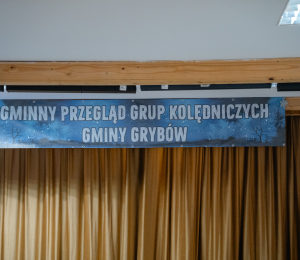 GMINNY PRZEGLĄD GRUP KOLĘDNICZYCH
GMINY GRYBÓW